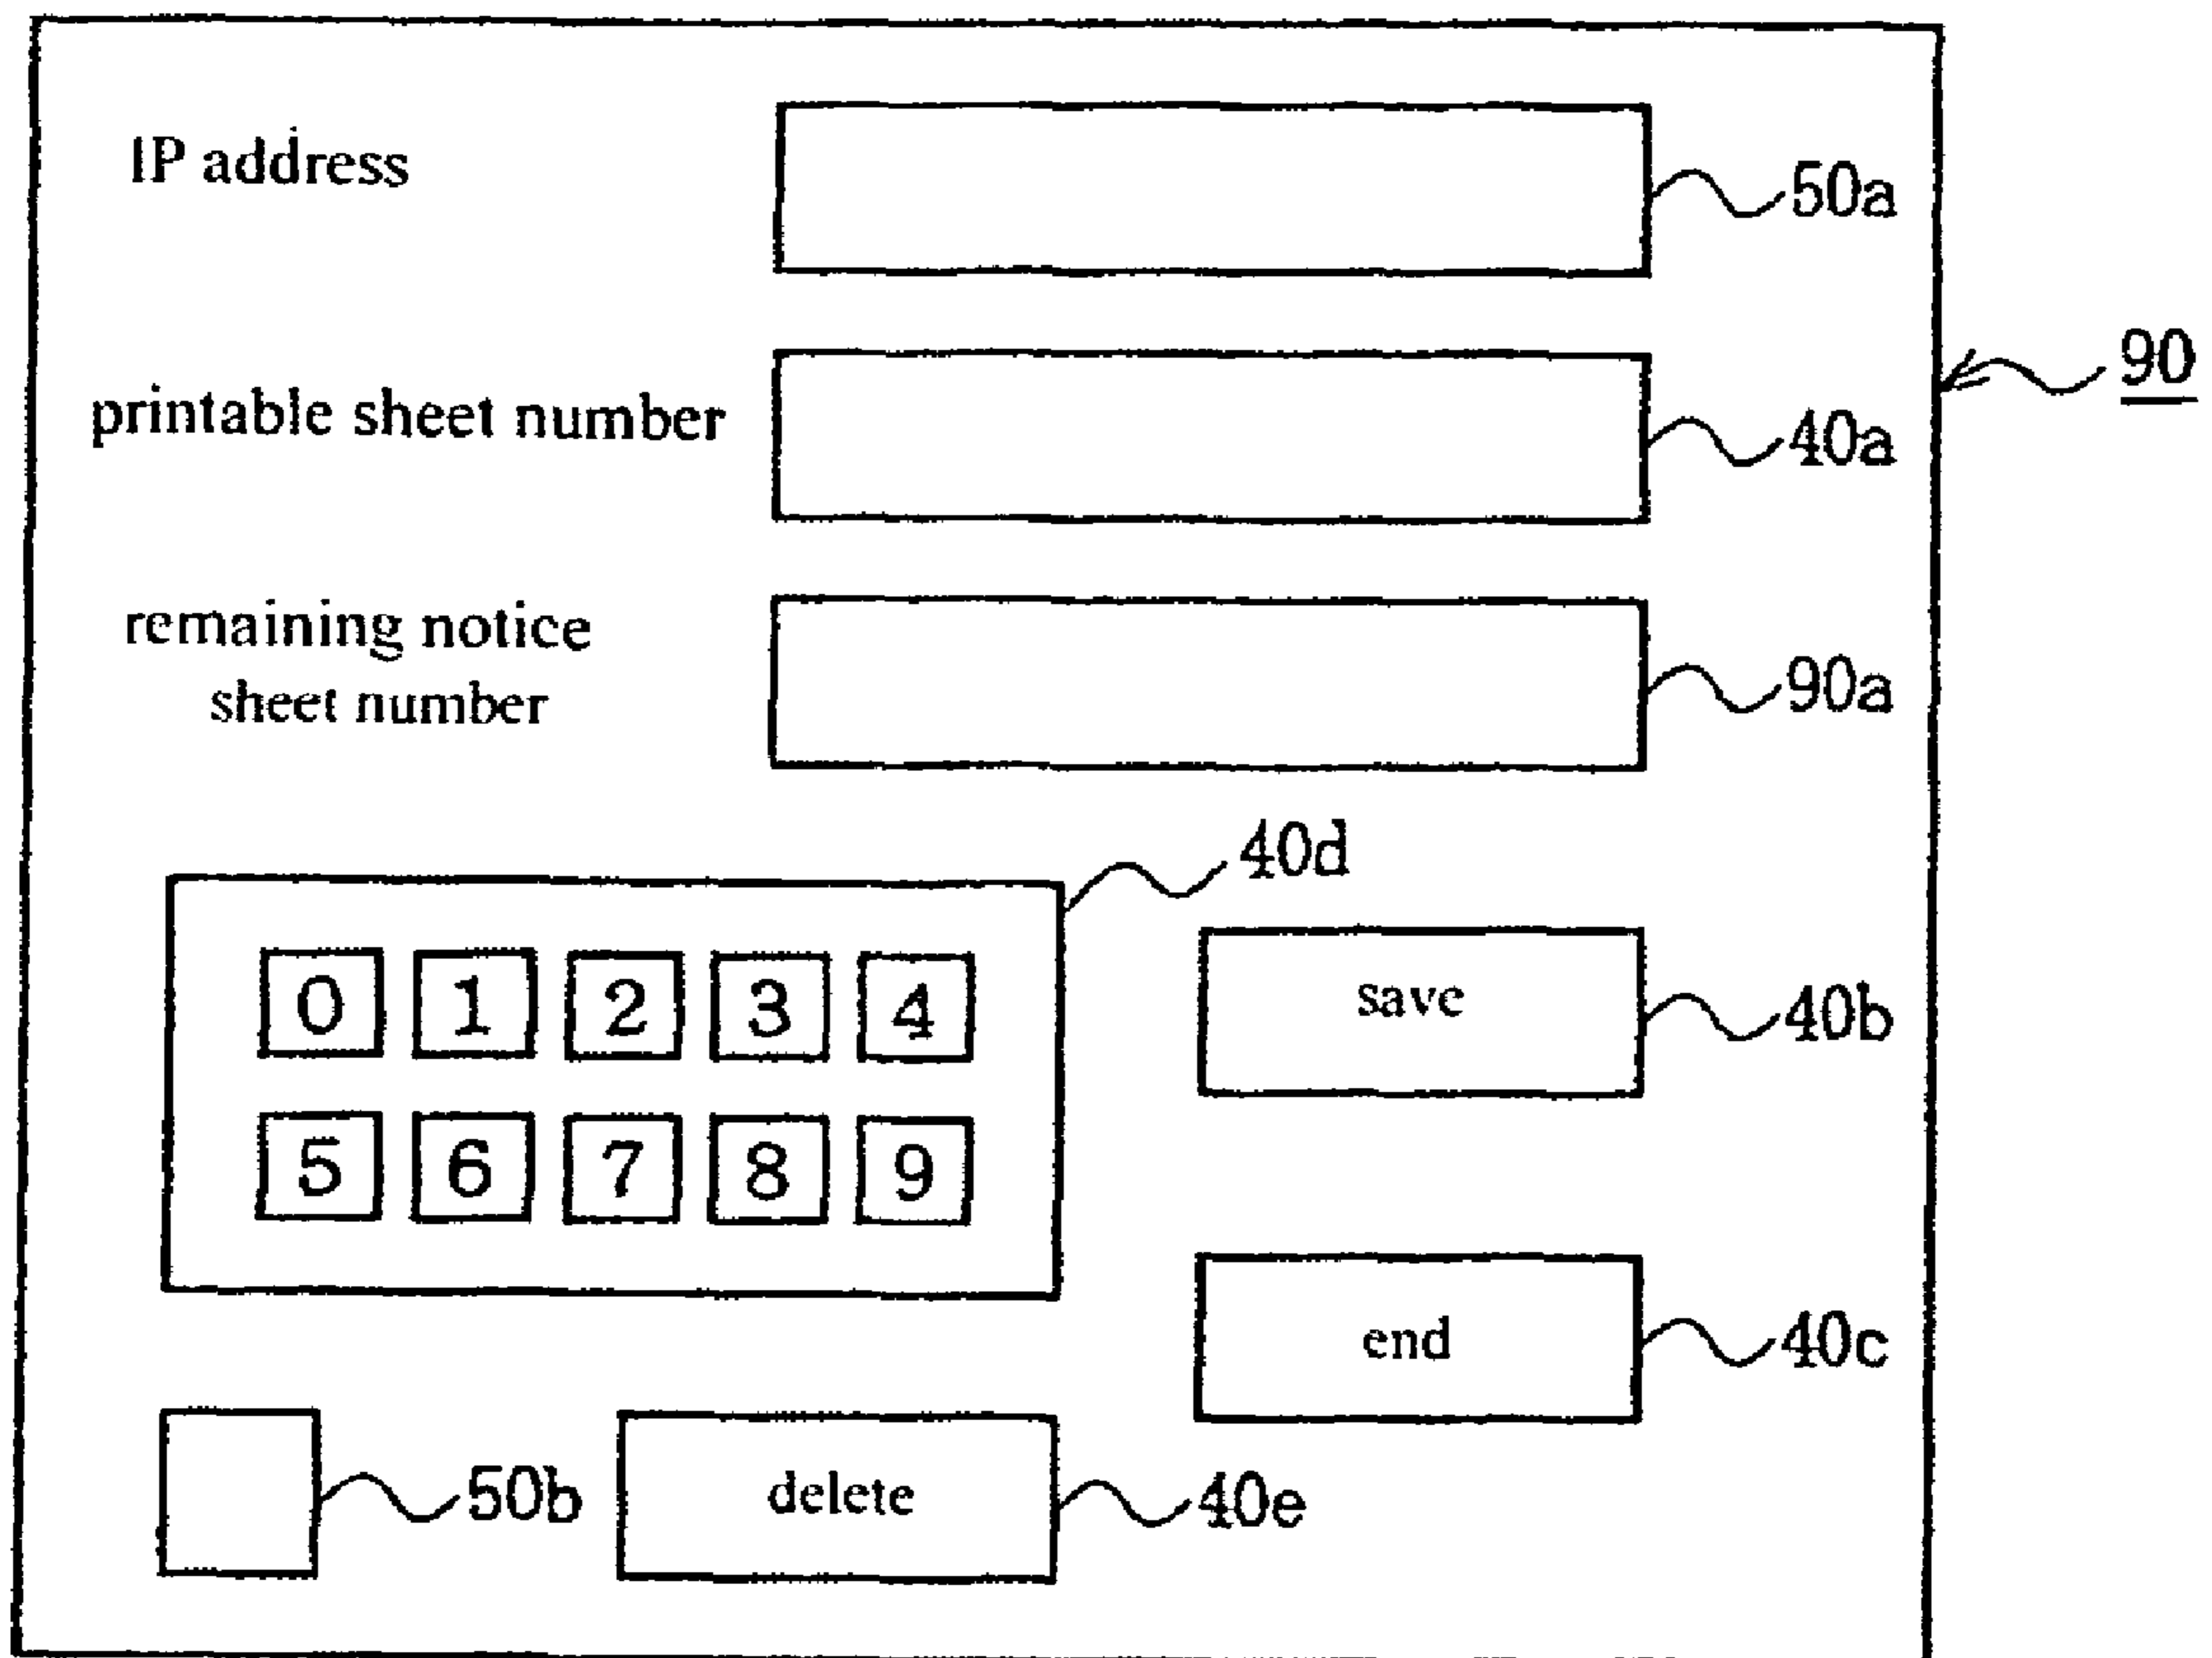 IP address
50a
90
printable sheet number
40a
remaining notice
sheet number
90a
40d
0 1 2 3 4
save
40b
5 6 7 8 9
end
40c
50b
delete
40e